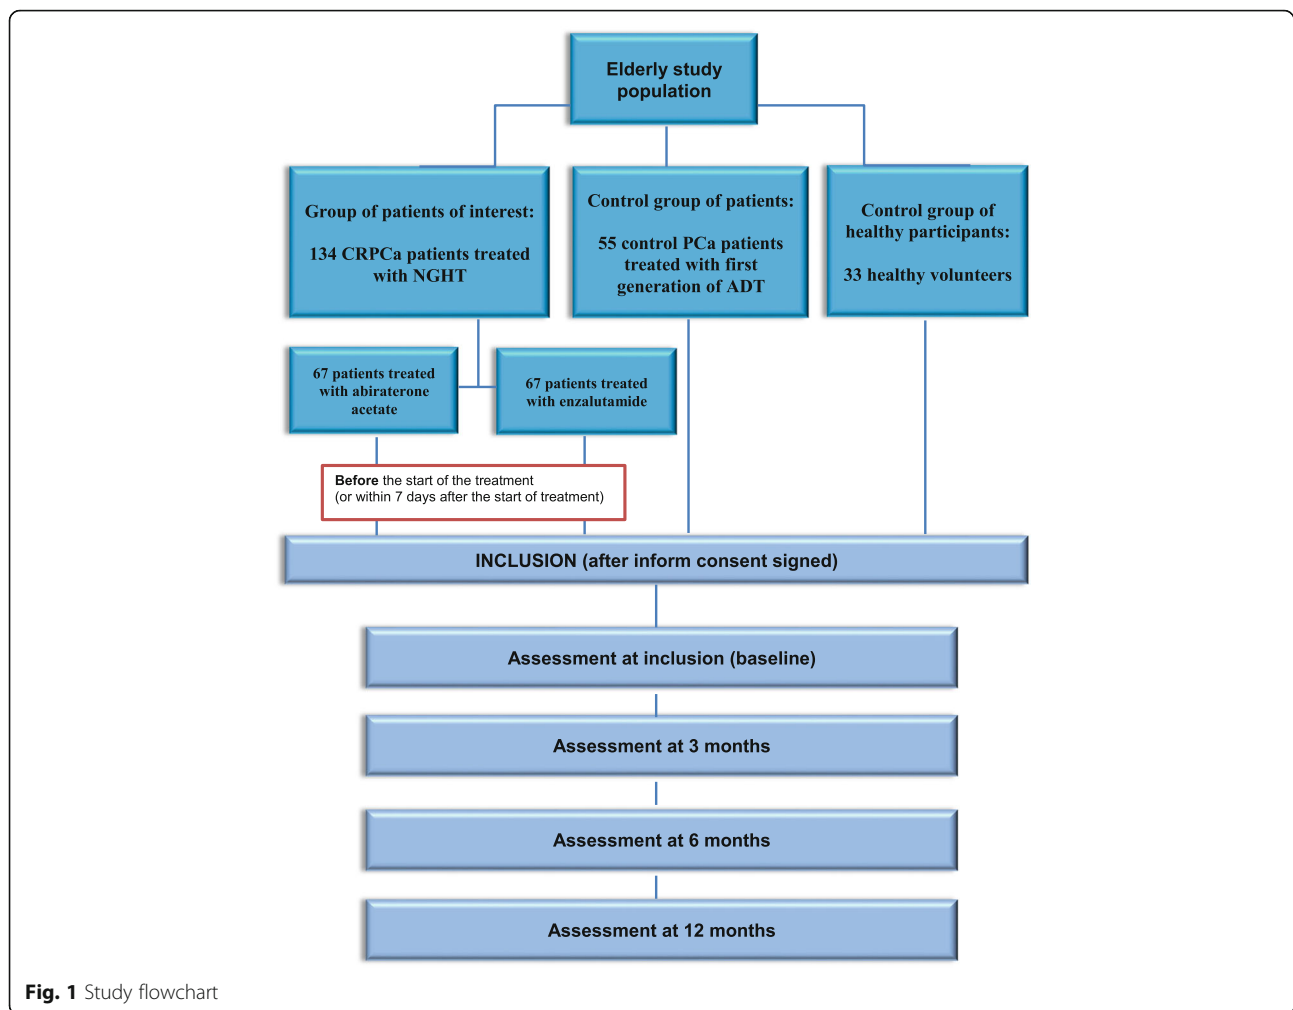 Elderly study
population
Group of patients of interest:
134 CRPCa patients treated
with NGHT
Control group of patients:
55 control PCa patients
treated with first
generation of ADT
Control group of
healthy participants:
33 healthy volunteers
67 patients treated
with abiraterone
acetate
67 patients treated
with enzalutamide
Before the start of the treatment
(or within 7 days after the start of treatment)
INCLUSION (after inform consent signed)
Assessment at inclusion (baseline)
Assessment at 3 months
Assessment at 6 months
Assessment at 12 months
Fig. 1 Study flowchart